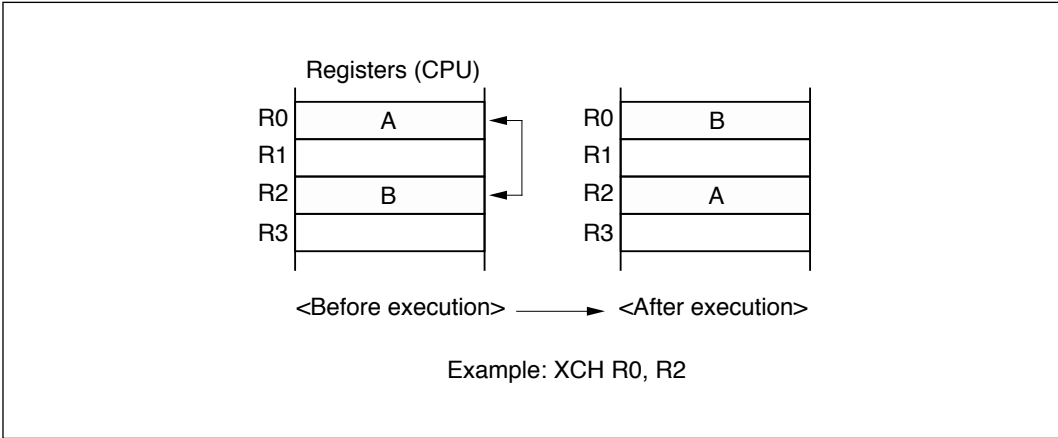 Registers (CPU)
R0 A R0 B
R1 R1
R2 B R2 A
R3 R3
<Before execution> <After execution>
Example: XCH R0, R2